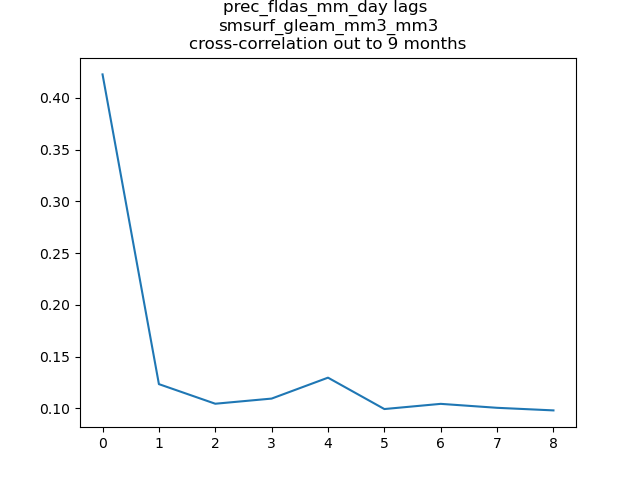 prec_fldas_mm_day lags
smsurf_gleam_mm3_mm3
cross-correlation out to 9 months
0.40
0.35
0.30
0.25
0.20
0.15
0.10
0 1 2 3 4 5 6 7 8